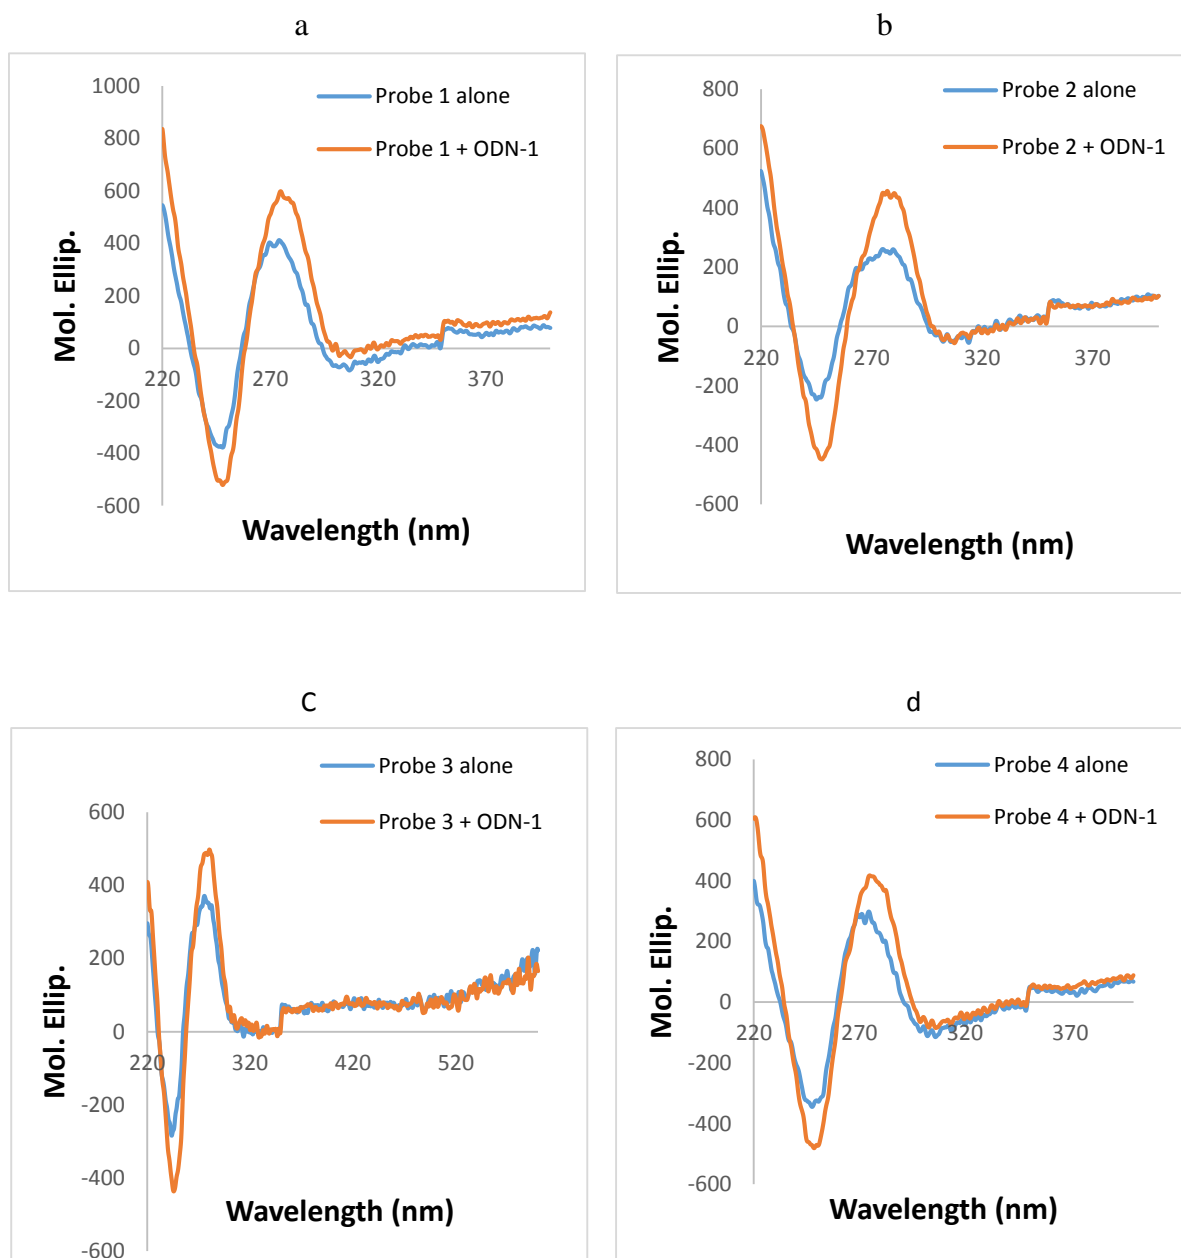 a
Probe 1 alone
Probe 1 + ODN-1
1000
800
600
400
200
0
-200
-400
-600
220
270
320
370
Mol. Ellip.
Wavelength (nm)
b
Probe 2 alone
Probe 2 + ODN-1
800
600
400
200
0
-200
-400
-600
220
270
320
370
Mol. Ellip.
Wavelength (nm)
C
Probe 3 alone
Probe 3 + ODN-1
600
400
200
0
-200
-400
-600
220
320
420
520
Mol. Ellip.
Wavelength (nm)
d
Probe 4 alone
Probe 4 + ODN-1
800
600
400
200
0
-200
-400
-600
220
270
320
370
Mol. Ellip.
Wavelength (nm)